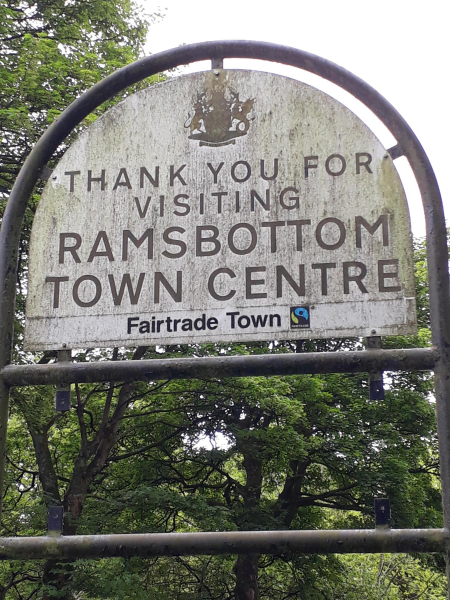 THANK YOU FOR
VISITING
RAMSBOTTOM
TOWN CENTRE
Fairtrade Town